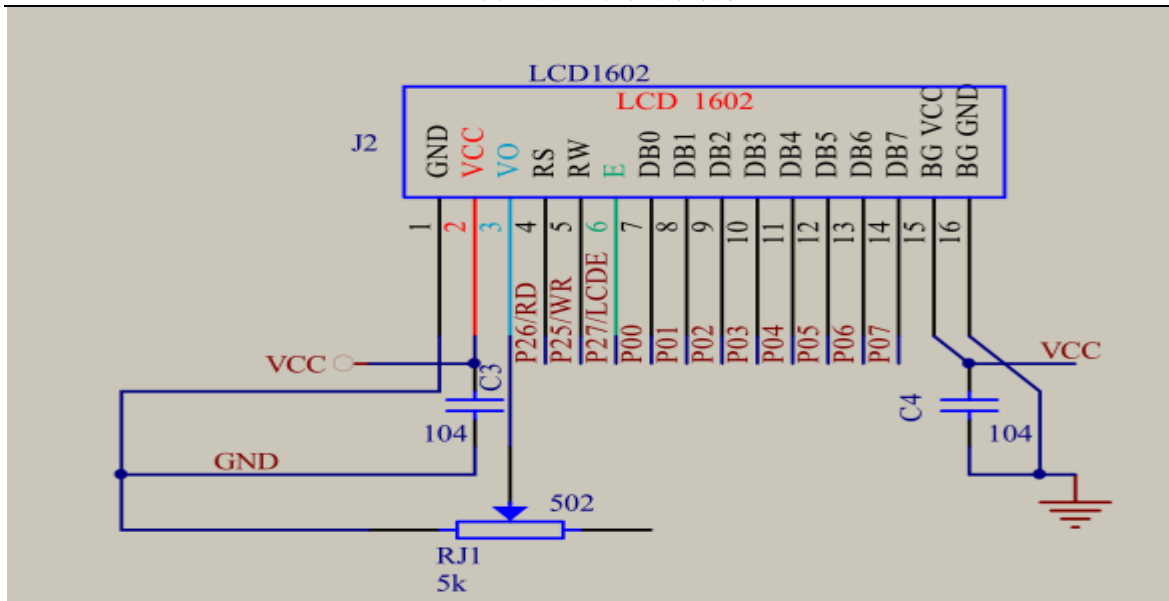 LCD1602
LCD 1602
J2
GND
VCC
VO
RS
RW
E
DB0
DB1
DB2
DB3
DB4
DB5
DB6
DB7
BG VCC
BG GND
1
2
3
4
5
6
7
8
9
10
11
12
13
14
15
16
P26/RD
P25/WR
P27/LCDE
P00
P01
P02
P03
P04
P05
P06
P07
VCC
C3
VCC
C4
104
104
GND
502
RJ1
5k